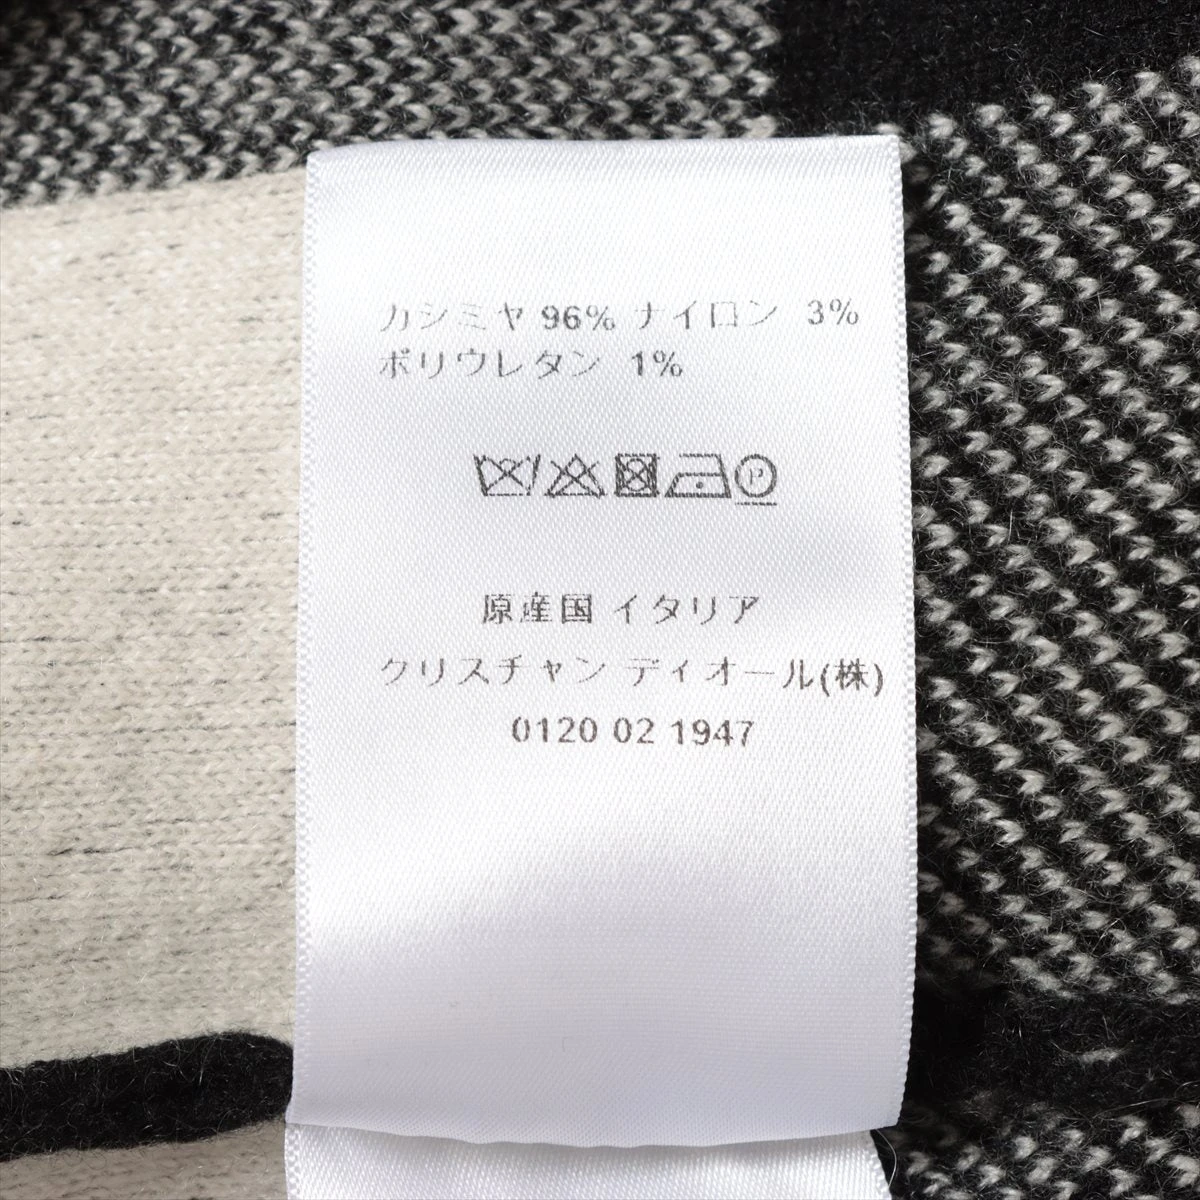 カシミヤ 96% ナイロン 3%
ポリウレタン 1%
P
原産国 イタリア
クリスチャン ディオール(株)
0120 02 1947